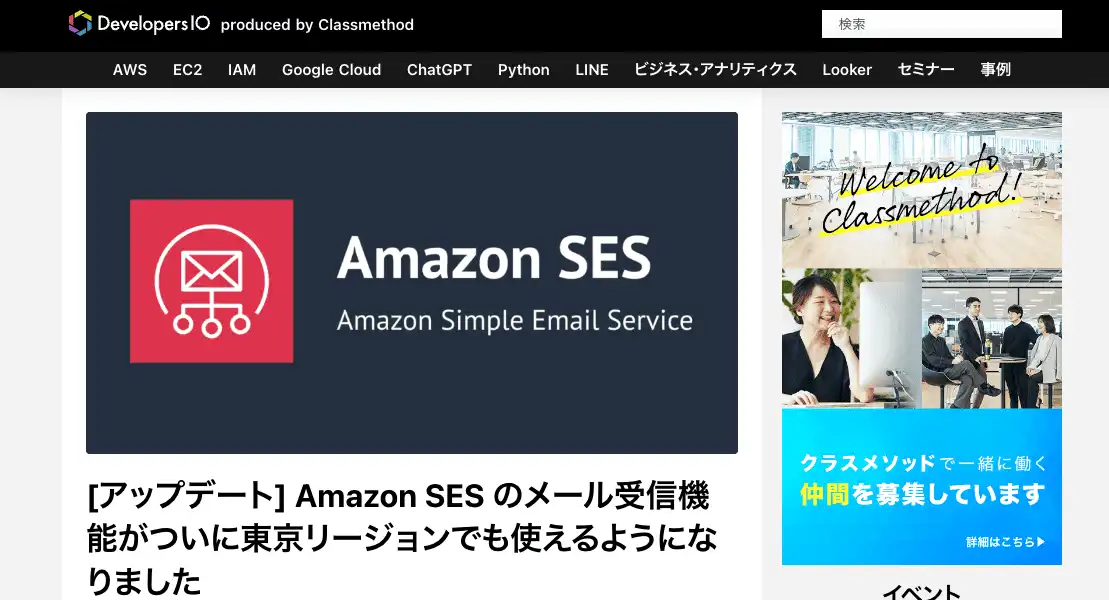 DevelopersIO produced by Classmethod
検索
AWS EC2 IAM Google Cloud ChatGPT Python LINE ビジネス・アナリティクス Looker セミナー 事例
Amazon SES
Amazon Simple Email Service
[アップデート] Amazon SES のメール受信機
能がついに東京リージョンでも使えるようにな
りました
Welcome to
Classmethod!
クラスメソッドで一緒に働く
仲間を募集しています
詳細はこちら▶
イベント